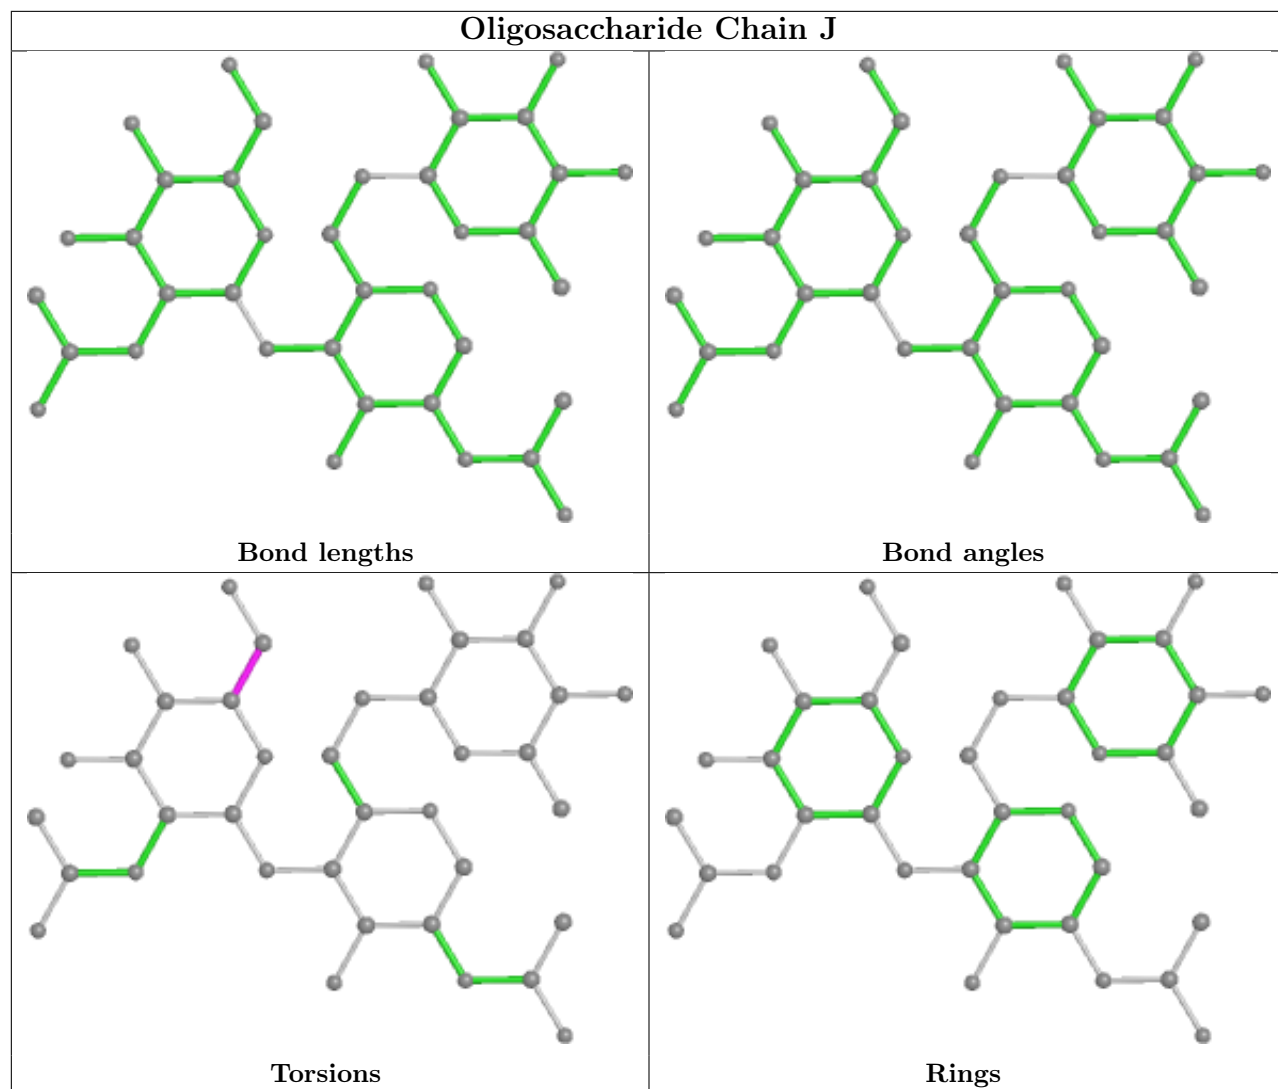 Oligosaccharide Chain J
Bond lengths
Bond angles
Torsions
Rings